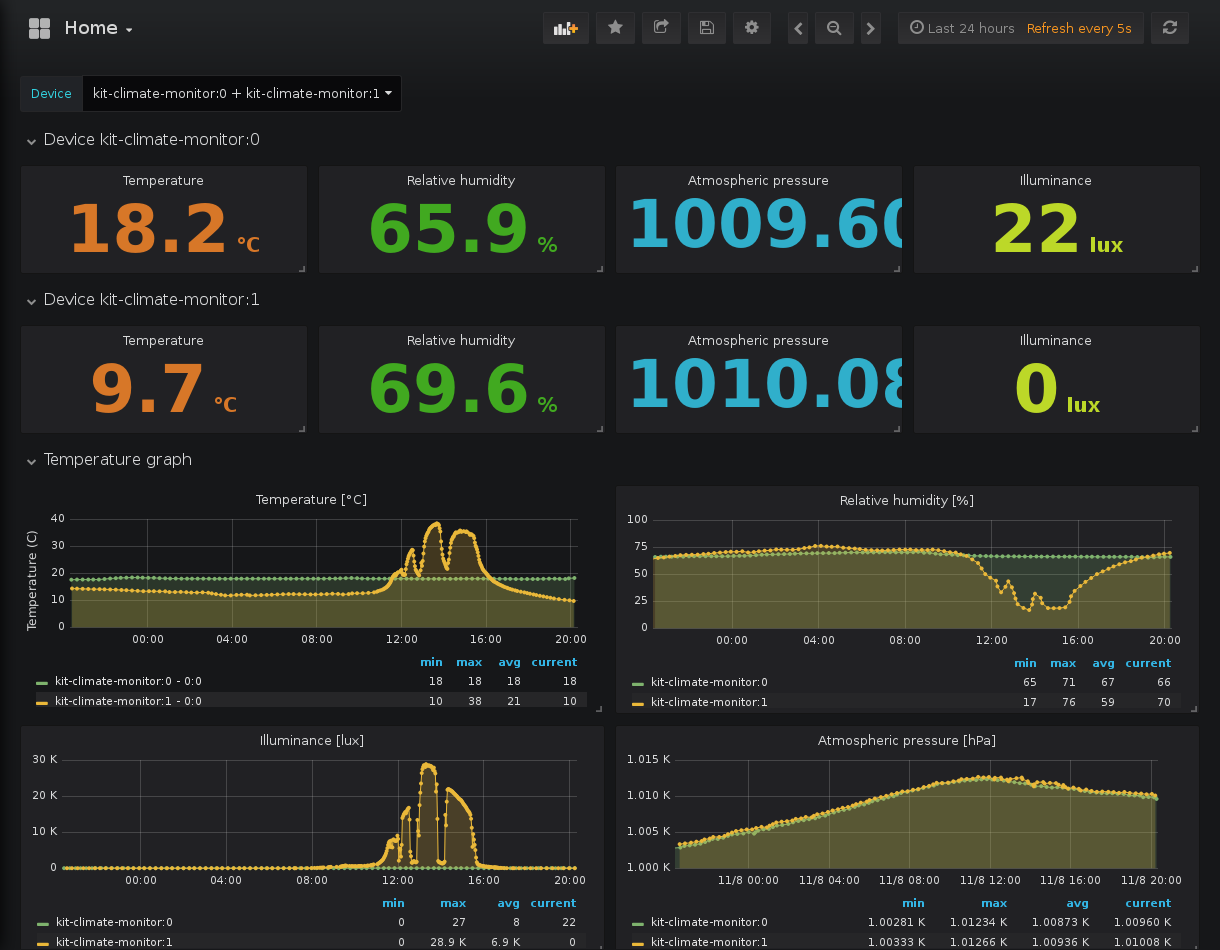 Home
Last 24 hours Refresh every 5s
Device kit-climate-monitor:0 + kit-climate-monitor:1
Device kit-climate-monitor:0
Temperature Relative humidity Atmospheric pressure Illuminance
18.2 °C 65.9 % 1009.60 22 lux
Device kit-climate-monitor:1
Temperature Relative humidity Atmospheric pressure Illuminance
9.7 °C 69.6 % 1010.08 0 lux
Temperature graph
Temperature [°C]
Temperature (C)
40
30
20
10
0
00:00 04:00 08:00 12:00 16:00 20:00
min max avg current
kit-climate-monitor:0 - 0:0 18 18 18 18
kit-climate-monitor:1 - 0:0 10 38 21 10
Relative humidity [%]
100
75
50
25
0
00:00 04:00 08:00 12:00 16:00 20:00
min max avg current
kit-climate-monitor:0 65 71 67 66
kit-climate-monitor:1 17 76 59 70
Illuminance [lux]
30 K
20 K
10 K
0
00:00 04:00 08:00 12:00 16:00 20:00
min max avg current
kit-climate-monitor:0 0 27 8 22
kit-climate-monitor:1 0 28.9 K 6.9 K 0
Atmospheric pressure [hPa]
1.015 K
1.010 K
1.005 K
1.000 K
11/8 00:00 11/8 04:00 11/8 08:00 11/8 12:00 11/8 16:00 11/8 20:00
min max avg current
kit-climate-monitor:0 1.00281 K 1.01234 K 1.00873 K 1.00960 K
kit-climate-monitor:1 1.00333 K 1.01266 K 1.00936 K 1.01008 K